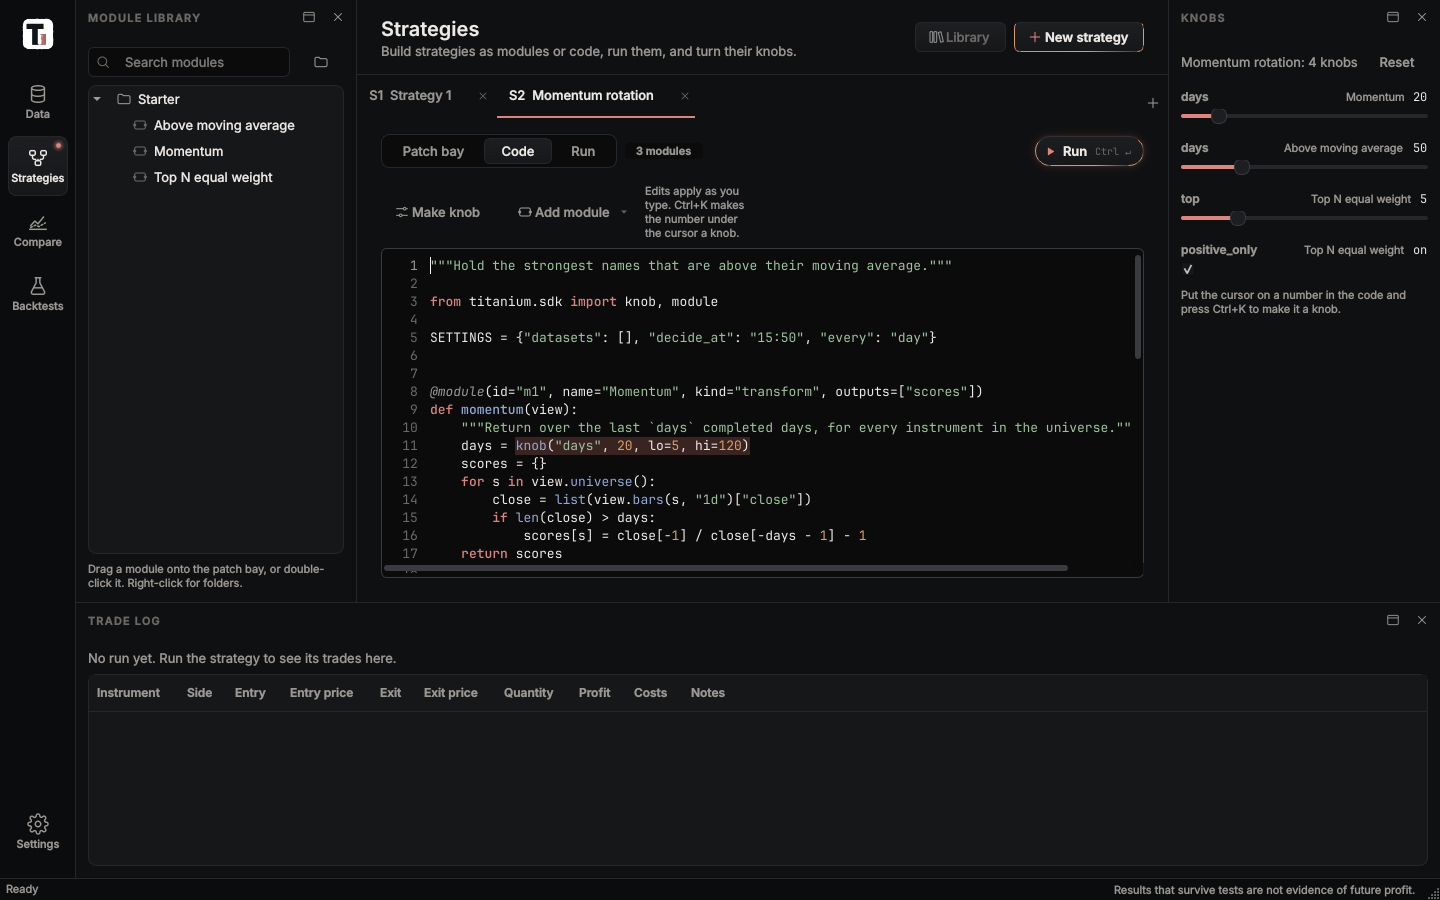 MODULE LIBRARY
Search modules
Starter
Above moving average
Momentum
Top N equal weight
Drag a module onto the patch bay, or double-
click it. Right-click for folders.
Ti
Data
Strategies
Compare
Backtests
Settings
Strategies
Build strategies as modules or code, run them, and turn their knobs.
Library
+ New strategy
S1 Strategy 1
S2 Momentum rotation
Patch bay
Code
Run
3 modules
Run Ctrl ↵
Make knob
Add module
Edits apply as you
type. Ctrl+K makes
the number under
the cursor a knob.
1 """Hold the strongest names that are above their moving average."""
2
3 from titanium.sdk import knob, module
4
5 SETTINGS = {"datasets": [], "decide_at": "15:50", "every": "day"}
6
7
8 @module(id="m1", name="Momentum", kind="transform", outputs=["scores"])
9 def momentum(view):
10     """Return over the last `days` completed days, for every instrument in the universe.""
11     days = knob("days", 20, lo=5, hi=120)
12     scores = {}
13     for s in view.universe():
14         close = list(view.bars(s, "1d")["close"])
15         if len(close) > days:
16             scores[s] = close[-1] / close[-days - 1] - 1
17     return scores
KNOBS
Momentum rotation: 4 knobs Reset
days Momentum 20
days Above moving average 50
top Top N equal weight 5
positive_only Top N equal weight on
Put the cursor on a number in the code and
press Ctrl+K to make it a knob.
TRADE LOG
No run yet. Run the strategy to see its trades here.
Instrument Side Entry Entry price Exit Exit price Quantity Profit Costs Notes
Ready
Results that survive tests are not evidence of future profit.